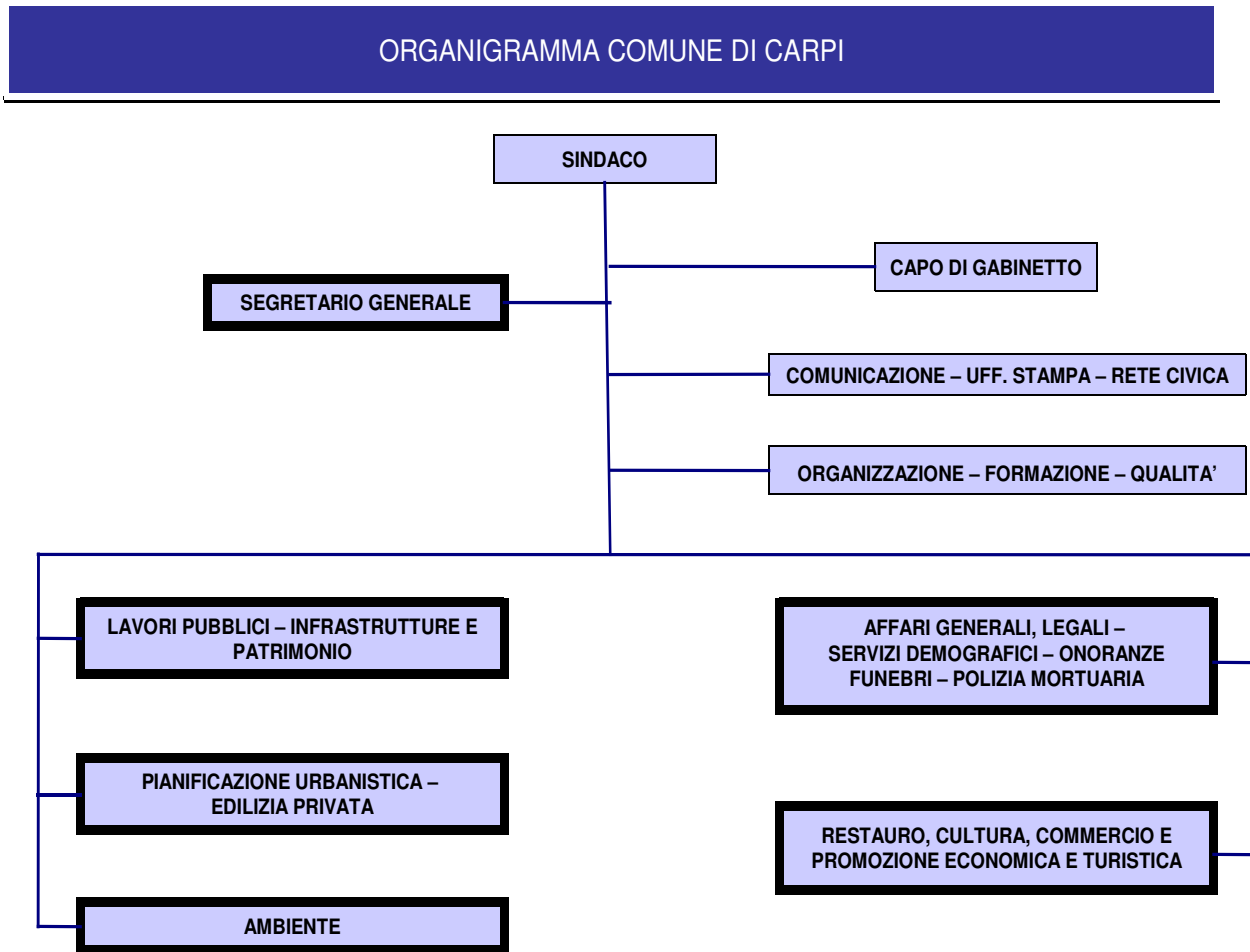 ORGANIGRAMMA COMUNE DI CARPI
SINDACO
CAPO DI GABINETTO
SEGRETARIO GENERALE
COMUNICAZIONE – UFF. STAMPA – RETE CIVICA
ORGANIZZAZIONE – FORMAZIONE – QUALITA’
LAVORI PUBBLICI – INFRASTRUTTURE E
PATRIMONIO
AFFARI GENERALI, LEGALI –
SERVIZI DEMOGRAFICI – ONORANZE
FUNEBRI – POLIZIA MORTUARIA
PIANIFICAZIONE URBANISTICA –
EDILIZIA PRIVATA
RESTAURO, CULTURA, COMMERCIO E
PROMOZIONE ECONOMICA E TURISTICA
AMBIENTE